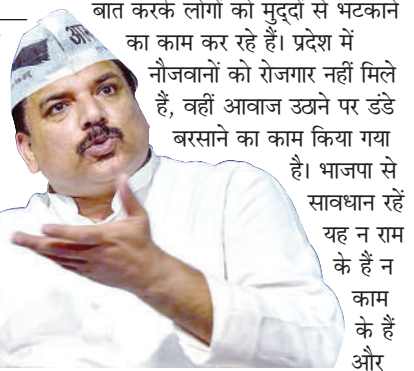 बात करके लोगों को मुद्दों से भटकाने
का काम कर रहे हैं। प्रदेश में
नौजवानों को रोजगार नहीं मिले
हैं, वहीं आवाज उठाने पर डंडे
बरसाने का काम किया गया
है। भाजपा से
सावधान रहें
यह न राम
के हैं न
काम
के हैं
और